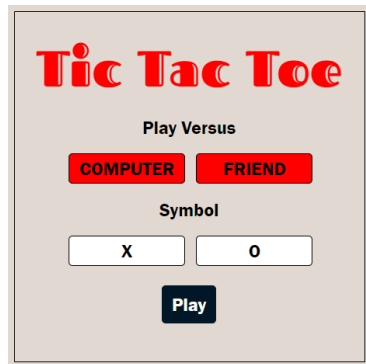 Tic Tac Toe
Play Versus
COMPUTER FRIEND
Symbol
X O
Play